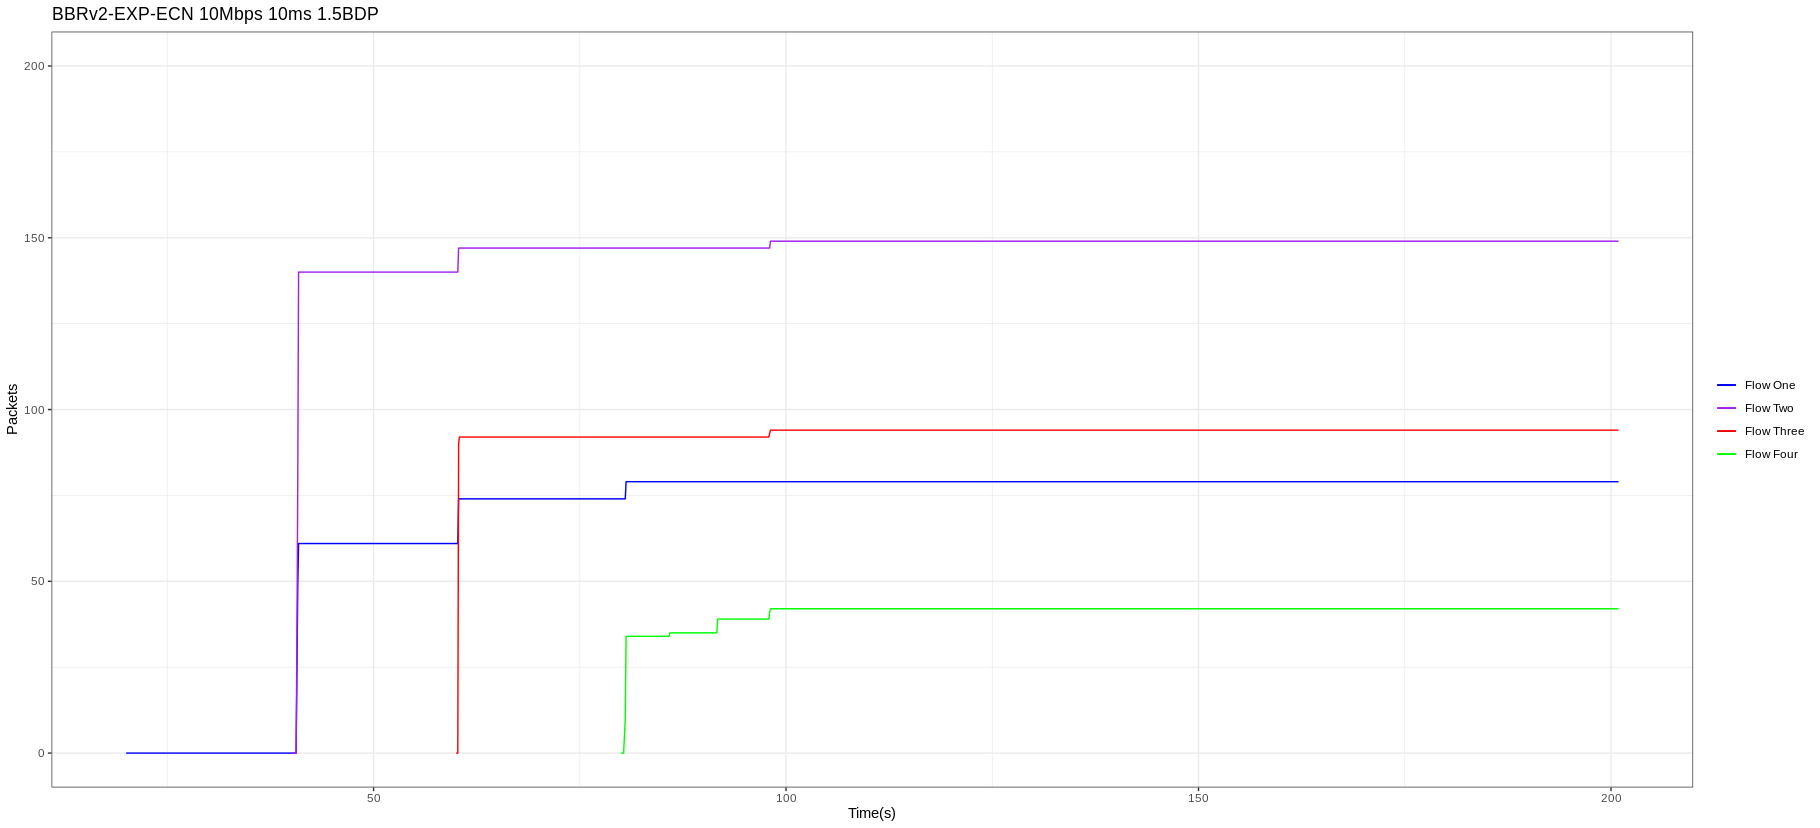 BBRv2-EXP-ECN 10Mbps 10ms 1.5BDP
200
150
100
50
0
Packets
50
100
150
200
Time(s)
Flow One
Flow Two
Flow Three
Flow Four